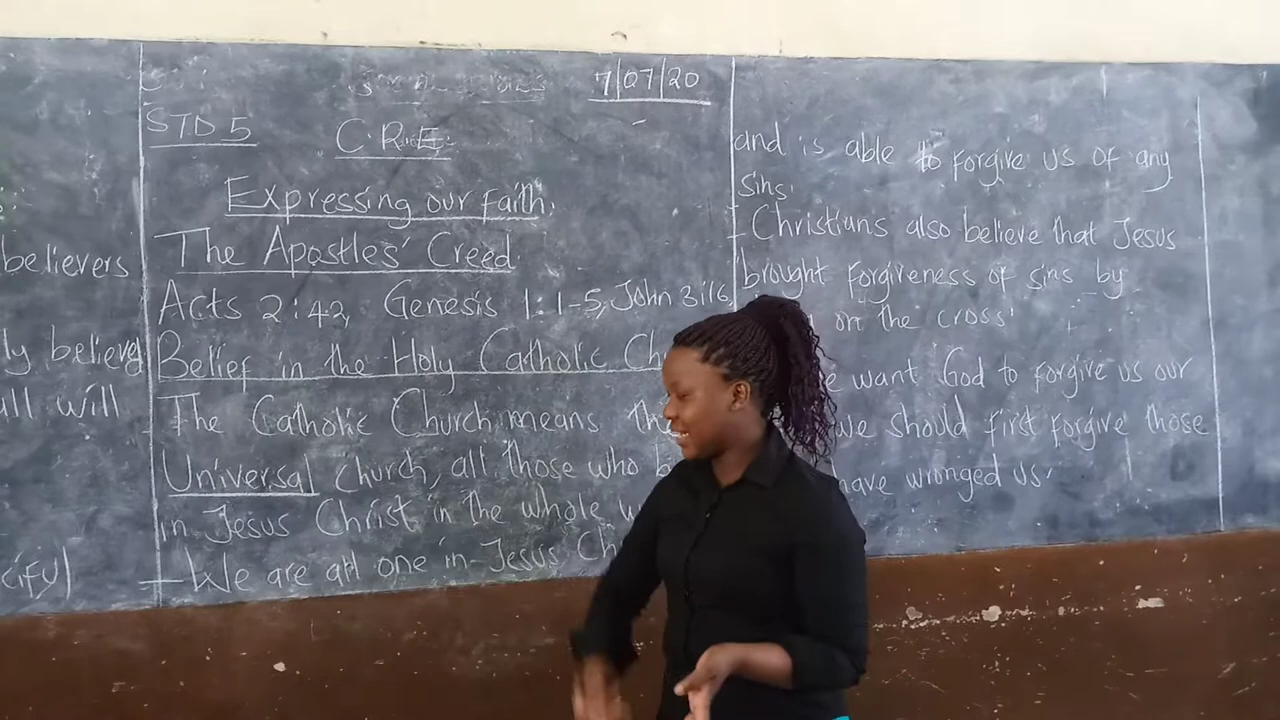 7/07/20
STD 5 C.R.E.
Expressing our faith.
The Apostles' Creed.
Acts 2:42, Genesis 1:1-5, John 3:16,
Belief in the Holy Catholic Ch
The Catholic Church means the
Universal church, all those who b
in Jesus Christ in the whole w
- We are all one in Jesus Ch
believers
ly believe
all will
cify)
and is able to forgive us of any
sins.
- Christians also believe that Jesus
brought forgiveness of sins by
on the cross.
e want God to forgive us our
we should first forgive those
have wronged us.